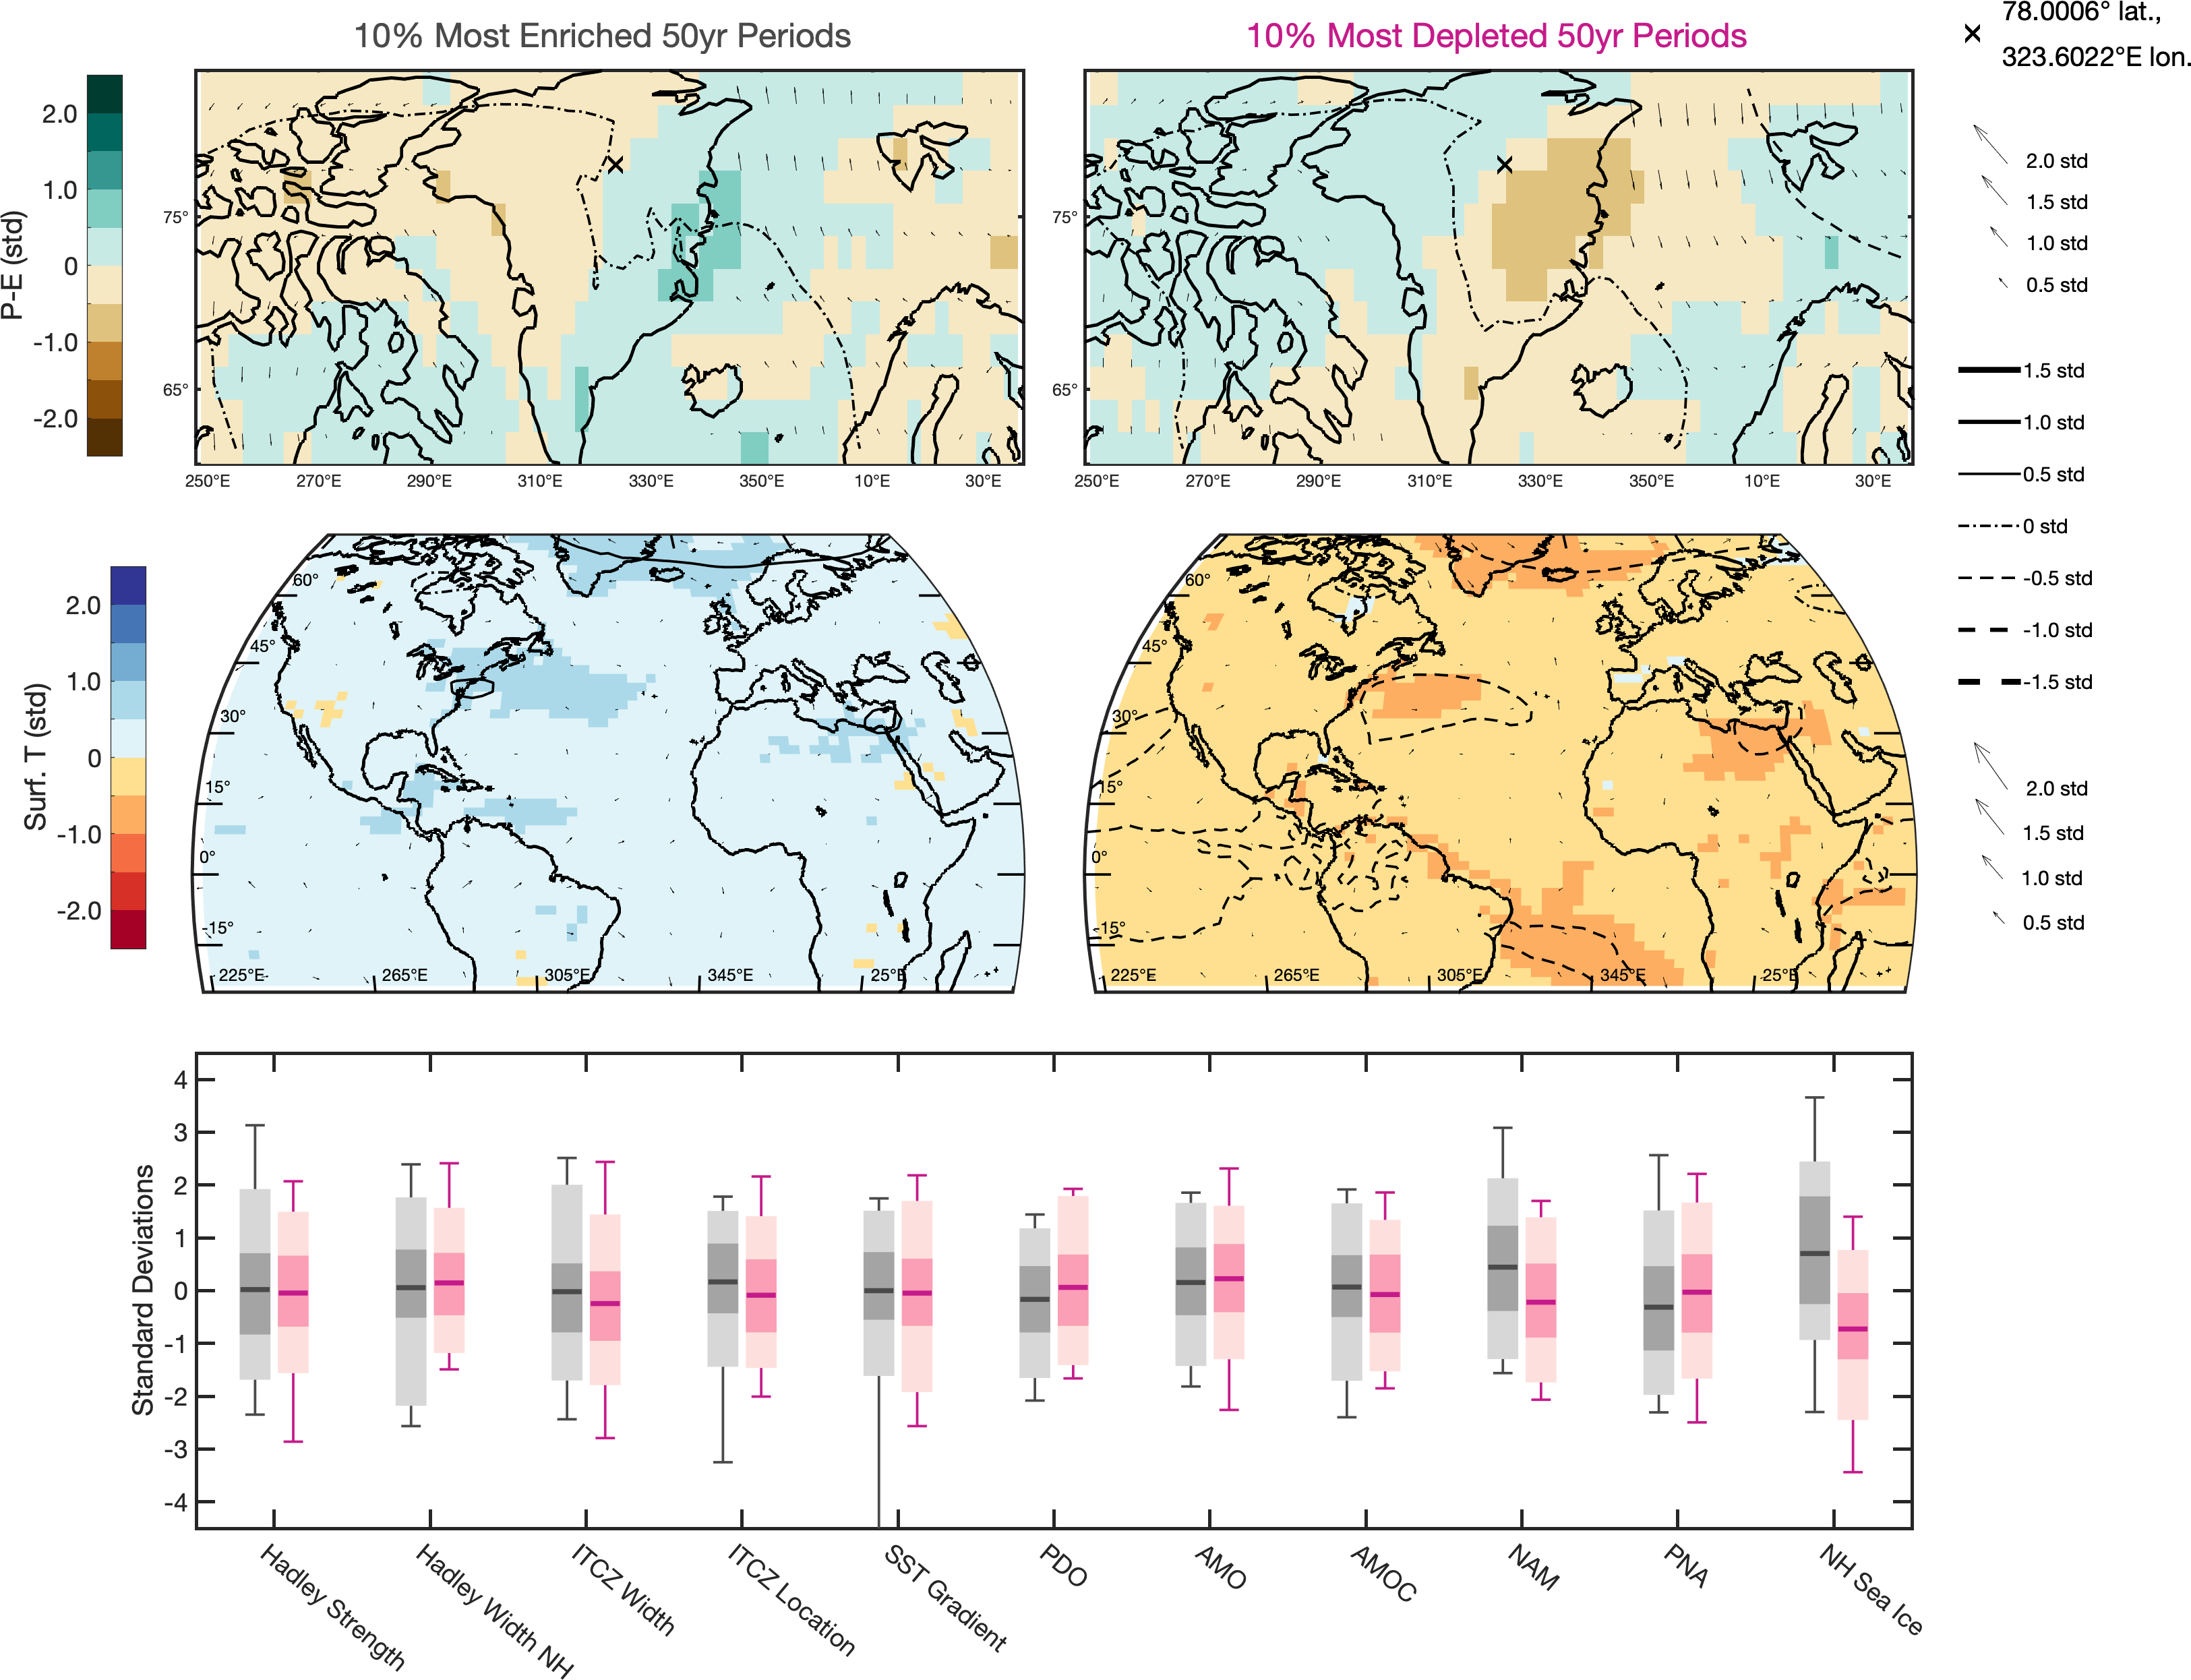 10% Most Enriched 50yr Periods
10% Most Depleted 50yr Periods
78.0006° lat.,
323.6022°E lon.
P-E (std)
2.0
1.0
0
-1.0
-2.0
75°
65°
250°E 270°E 290°E 310°E 330°E 350°E 10°E 30°E
75°
65°
250°E 270°E 290°E 310°E 330°E 350°E 10°E 30°E
2.0 std
1.5 std
1.0 std
0.5 std
1.5 std
1.0 std
0.5 std
0 std
-0.5 std
-1.0 std
-1.5 std
Surf. T (std)
2.0
1.0
0
-1.0
-2.0
60°
45°
30°
15°
0°
-15°
225°E 265°E 305°E 345°E 25°E
60°
45°
30°
15°
0°
-15°
225°E 265°E 305°E 345°E 25°E
2.0 std
1.5 std
1.0 std
0.5 std
Standard Deviations
4
3
2
1
0
-1
-2
-3
-4
Hadley Strength
Hadley Width NH
ITCZ Width
ITCZ Location
SST Gradient
PDO
AMO
AMOC
NAM
PNA
NH Sea Ice